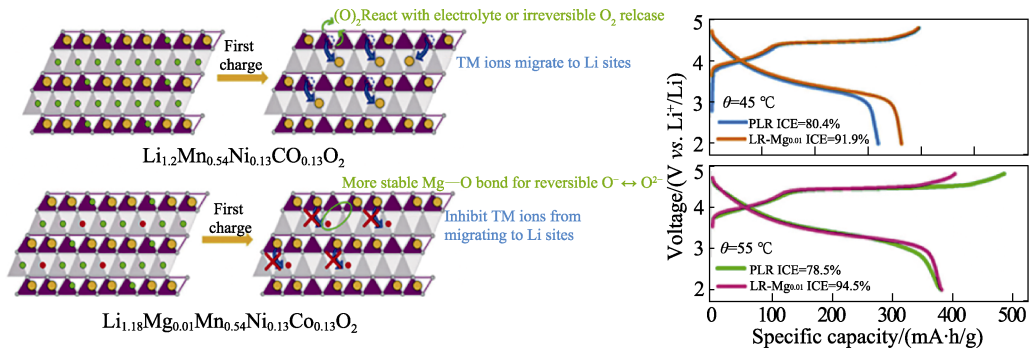 (O)₂React with electrolyte or irreversible O₂ relcase
First
charge
TM ions migrate to Li sites
Li₁.₂Mn₀.₅₄Ni₀.₁₃CO₀.₁₃O₂
More stable Mg—O bond for reversible O⁻ ↔ O²⁻
First
charge
Inhibit TM ions from
migrating to Li sites
Li₁.₁₈Mg₀.₀₁Mn₀.₅₄Ni₀.₁₃Co₀.₁₃O₂
Voltage/(V vs. Li⁺/Li)
5
4
3
2
θ=45 ℃
PLR ICE=80.4%
LR-Mg₀.₀₁ ICE=91.9%
5
4
3
2
θ=55 ℃
PLR ICE=78.5%
LR-Mg₀.₀₁ ICE=94.5%
0 100 200 300 400 500
Specific capacity/(mA·h/g)